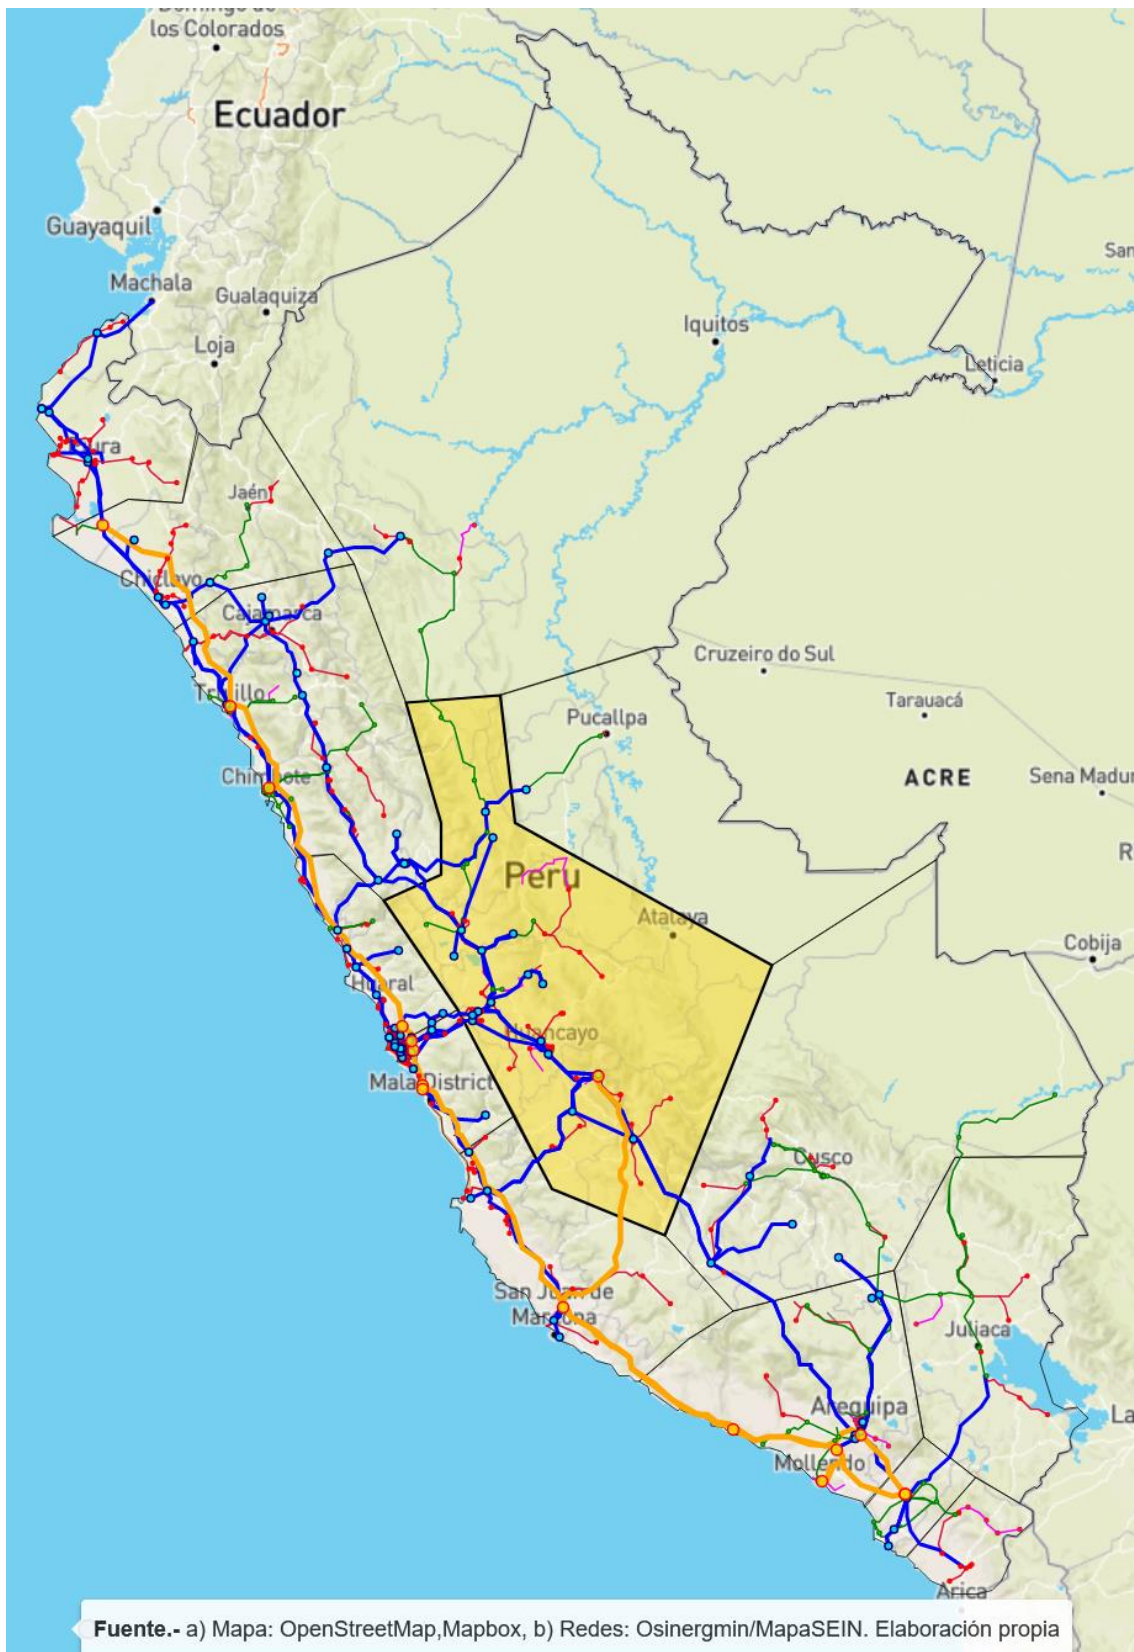 los Colorados
Ecuador
Guayaquil
Machala
Gualaquiza
Loja
Iquitos
Leticia
Jaén
Chiclayo
Cajamarca
Cruzeiro do Sul
Tarauacá
Pucallpa
ACRE
Sena Madur
Chimbote
Peru
Atalaya
Cobija
Huaral
Huancayo
Mala District
Cusco
San Juan de
Marcona
Juliaca
Arequipa
La
Mollendo
Arica
Fuente.- a) Mapa: OpenStreetMap,Mapbox, b) Redes: Osinergmin/MapaSEIN. Elaboración propia